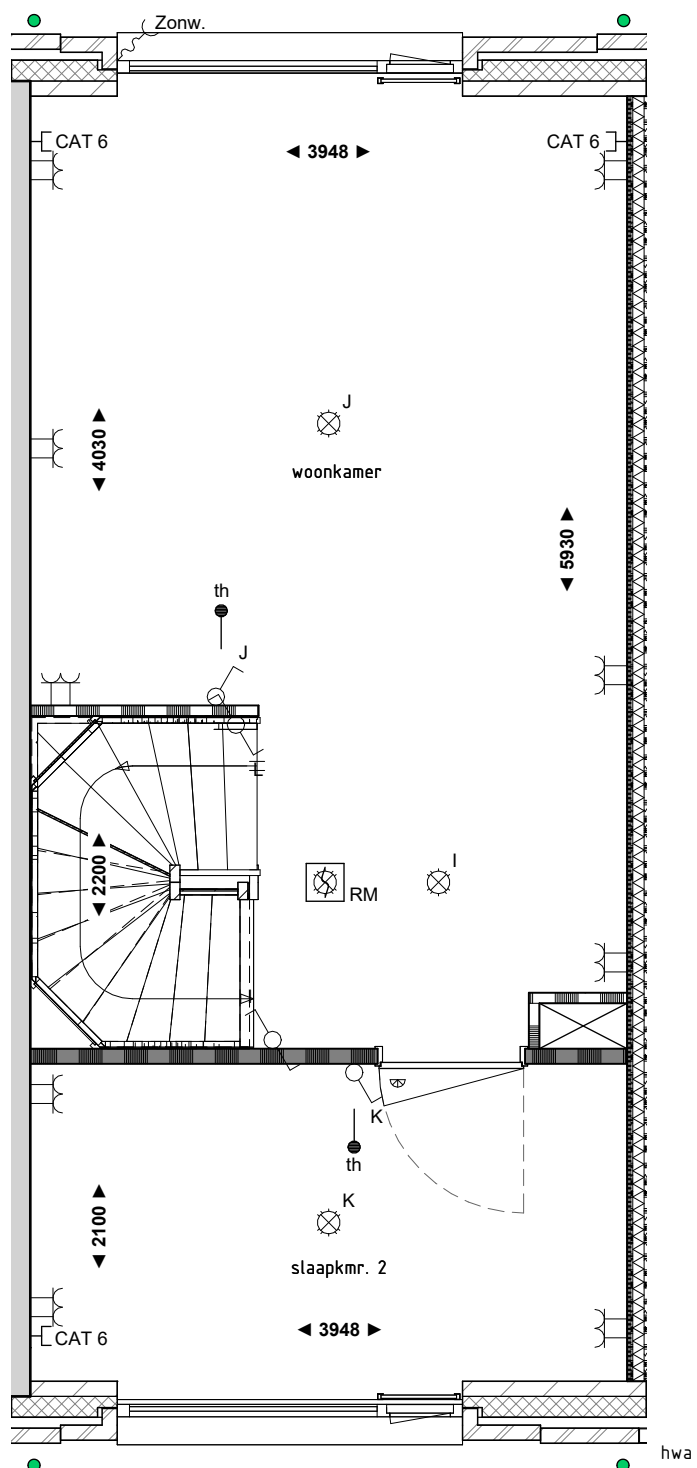 Zonw.
CAT 6
CAT 6
3948
J
4030
woonkamer
5930
th
J
L
2200
I
RM
L
K
th
2100
K
slaapkmr. 2
3948
CAT 6
hwa